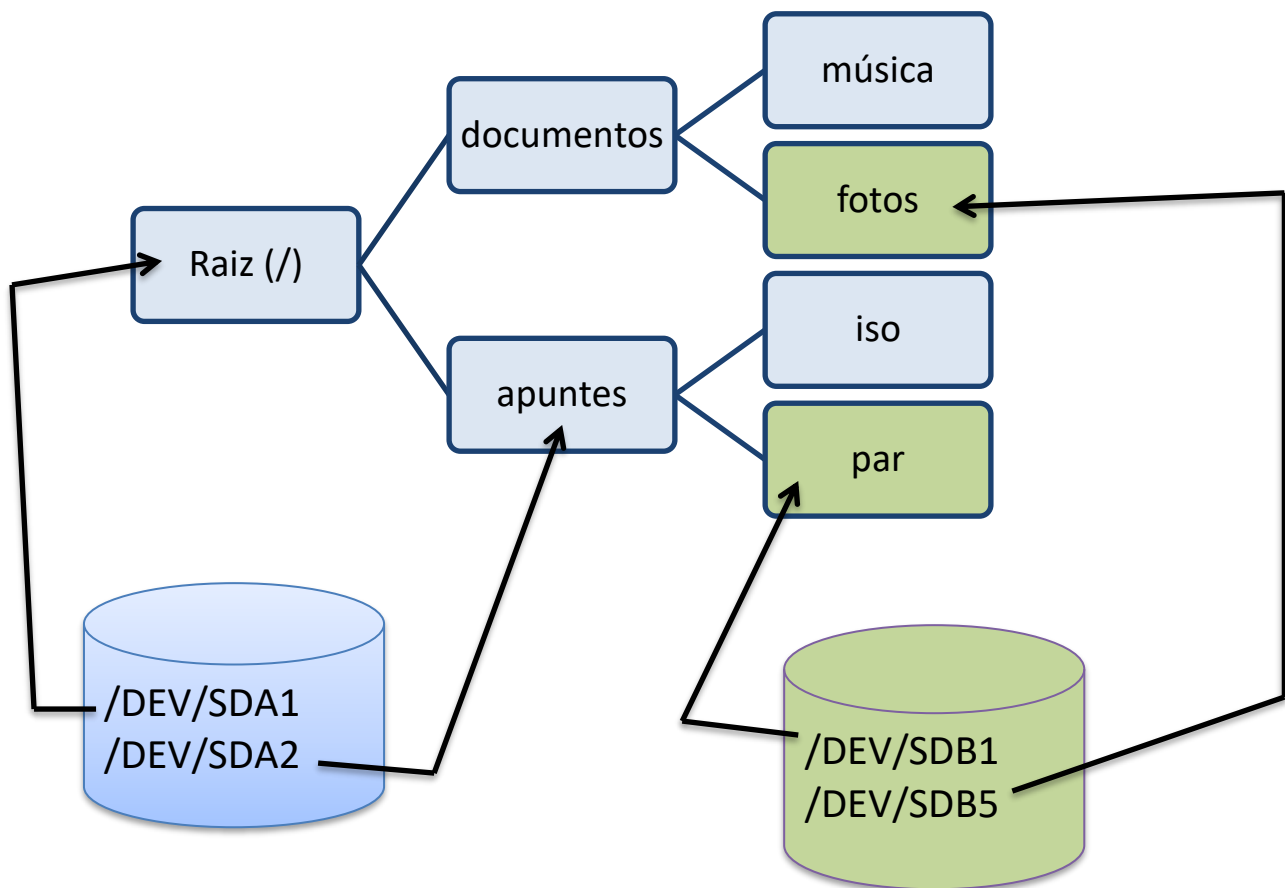 música
documentos
fotos
Raiz (/)
iso
apuntes
par
/DEV/SDA1
/DEV/SDA2
/DEV/SDB1
/DEV/SDB5